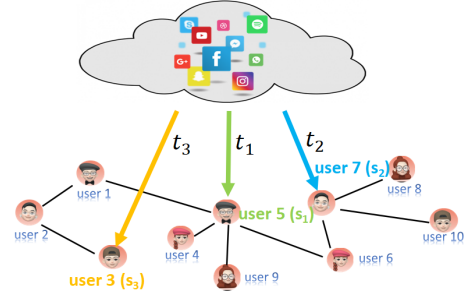 f
G+
t₃
t₁
t₂
user 7 (s₂)
user 8
user 1
user 5 (s₁)
user 2
user 4
user 10
user 3 (s₃)
user 9
user 6